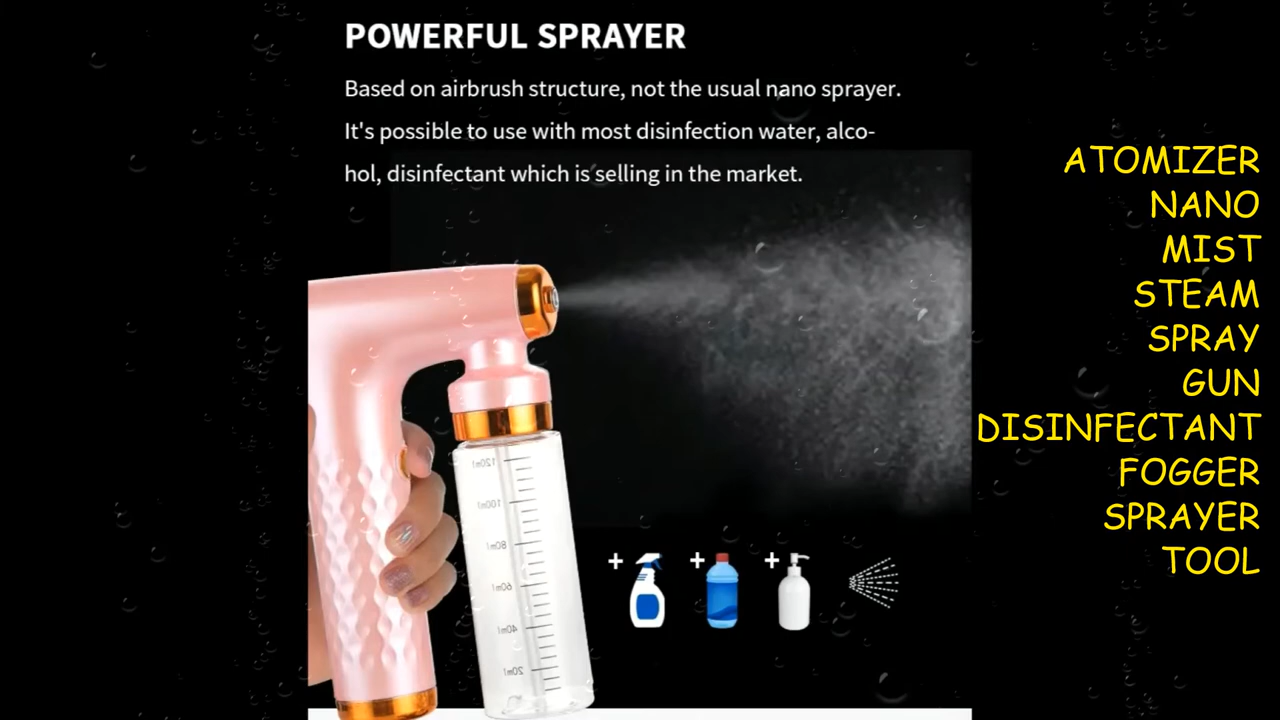 POWERFUL SPRAYER
Based on airbrush structure, not the usual nano sprayer.
It's possible to use with most disinfection water, alco-
hol, disinfectant which is selling in the market.
ATOMIZER
NANO
MIST
STEAM
SPRAY
GUN
DISINFECTANT
FOGGER
SPRAYER
TOOL
120ml
100ml
80ml
60ml
40ml
20ml